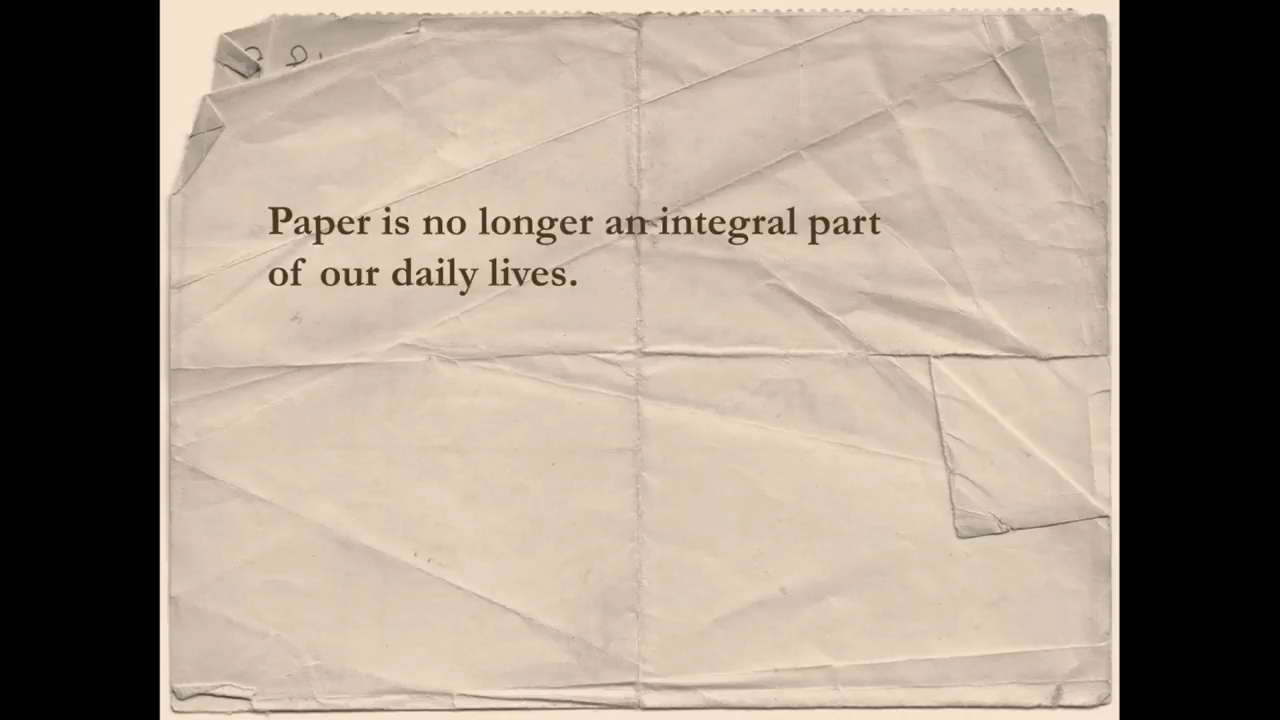 Paper is no longer an integral part
of our daily lives.